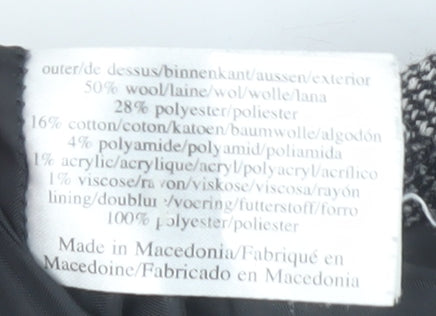 outer/de dessus/binnenkant/aussen/exterior
50% wool/laine/wol/wolle/lana
28% polyester/poliester
16% cotton/coton/katoen/baumwolle/algodón
4% polyamide/polyamid/poliamida
1% acrylic/acrylique/acryl/polyacryl/acrílico
1% viscose/rayon/viskose/viscosa/rayón
lining/doublure/voering/futterstoff/forro
100% polyester/poliester
Made in Macedonia/Fabriqué en
Macedoine/Fabricado en Macedonia